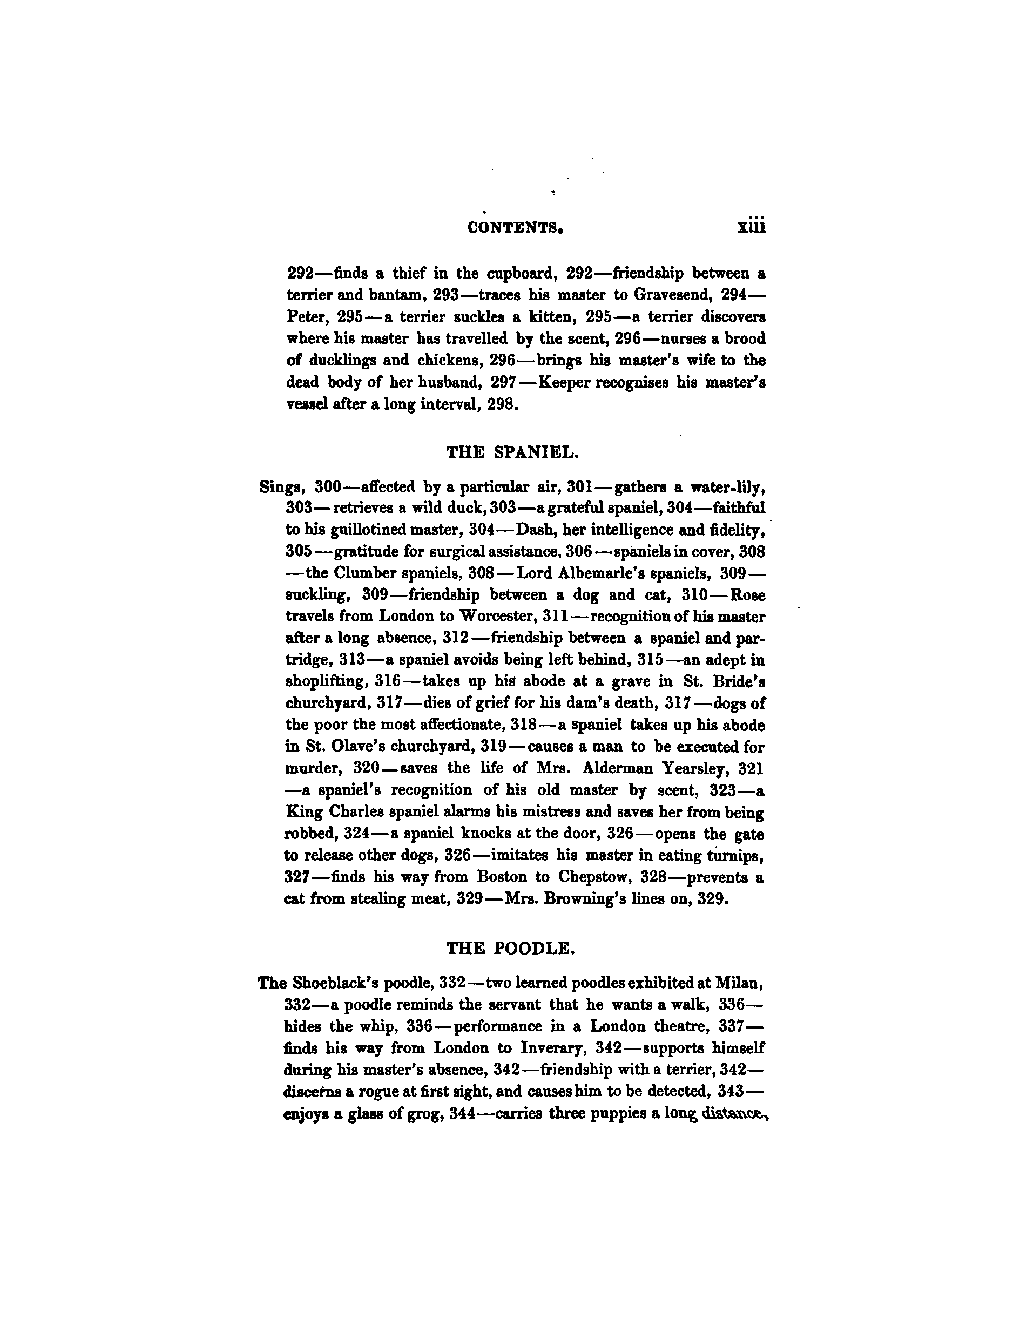 CONTENTS. xiii
292—finds a thief in the cupboard, 292—friendship between a
terrier and bantam, 293—traces his master to Gravesend, 294—
Peter, 295—a terrier suckles a kitten, 295—a terrier discovers
where his master has travelled by the scent, 296—nurses a brood
of ducklings and chickens, 296—brings his master's wife to the
dead body of her husband, 297—Keeper recognises his master's
vessel after a long interval, 298.
THE SPANIEL.
Sings, 300—affected by a particular air, 301—gathers a water-lily,
303—retrieves a wild duck, 303—a grateful spaniel, 304—faithful
to his guillotined master, 304—Dash, her intelligence and fidelity,
305—gratitude for surgical assistance, 306—spaniels in cover, 308
—the Clumber spaniels, 308—Lord Albemarle's spaniels, 309—
suckling, 309—friendship between a dog and cat, 310—Rose
travels from London to Worcester, 311—recognition of his master
after a long absence, 312—friendship between a spaniel and par-
tridge, 313—a spaniel avoids being left behind, 315—an adept in
shoplifting, 316—takes up his abode at a grave in St. Bride's
churchyard, 317—dies of grief for his dam's death, 317—dogs of
the poor the most affectionate, 318—a spaniel takes up his abode
in St. Olave's churchyard, 319—causes a man to be executed for
murder, 320—saves the life of Mrs. Alderman Yearsley, 321
—a spaniel's recognition of his old master by scent, 323—a
King Charles spaniel alarms his mistress and saves her from being
robbed, 324—a spaniel knocks at the door, 326—opens the gate
to release other dogs, 326—imitates his master in eating turnips,
327—finds his way from Boston to Chepstow, 328—prevents a
cat from stealing meat, 329—Mrs. Browning's lines on, 329.
THE POODLE.
The Shoeblack's poodle, 332—two learned poodles exhibited at Milan,
332—a poodle reminds the servant that he wants a walk, 336—
hides the whip, 336—performance in a London theatre, 337—
finds his way from London to Inverary, 342—supports himself
during his master's absence, 342—friendship with a terrier, 342—
discerns a rogue at first sight, and causes him to be detected, 343—
enjoys a glass of grog, 344—carries three puppies a long distance,